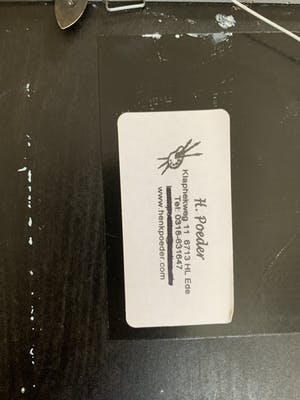 H. Poeder
Klaphekweg 11 6713 HL Ede
Tel: 0318-631647
www.henkpoeder.com